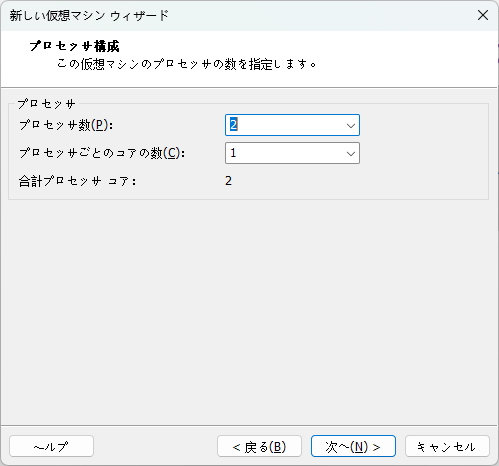 新しい仮想マシン ウィザード
プロセッサ構成
この仮想マシンのプロセッサの数を指定します。
プロセッサ
プロセッサ数(P): 2
プロセッサごとのコアの数(C): 1
合計プロセッサ コア: 2
ヘルプ < 戻る(B) 次へ(N) > キャンセル